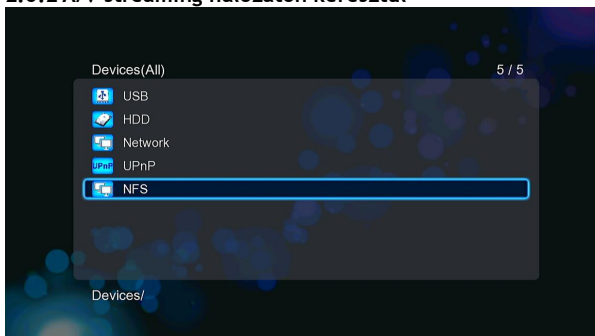 Devices(All) 5 / 5
USB
HDD
Network
UPnP UPnP
NFS
Devices/